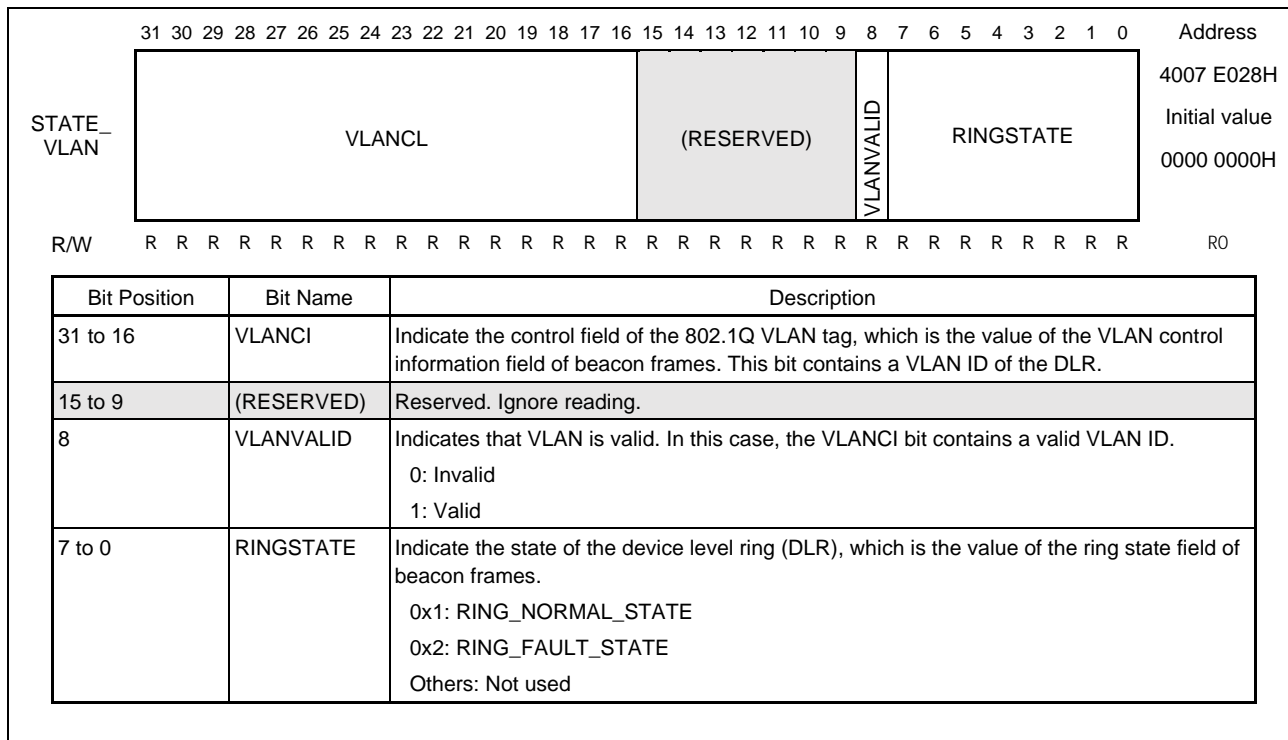 31 30 29 28 27 26 25 24 23 22 21 20 19 18 17 16 15 14 13 12 11 10 9 8 7 6 5 4 3 2 1 0 Address
4007 E028H
STATE_
VLAN
VLANCL
(RESERVED)
VLANVALID
RINGSTATE
Initial value
0000 0000H
R/W R R R R R R R R R R R R R R R R R R R R R R R R R R R R R R R R R0
Bit Position Bit Name Description
31 to 16 VLANCI Indicate the control field of the 802.1Q VLAN tag, which is the value of the VLAN control
information field of beacon frames. This bit contains a VLAN ID of the DLR.
15 to 9 (RESERVED) Reserved. Ignore reading.
8 VLANVALID Indicates that VLAN is valid. In this case, the VLANCI bit contains a valid VLAN ID.
0: Invalid
1: Valid
7 to 0 RINGSTATE Indicate the state of the device level ring (DLR), which is the value of the ring state field of
beacon frames.
0x1: RING_NORMAL_STATE
0x2: RING_FAULT_STATE
Others: Not used